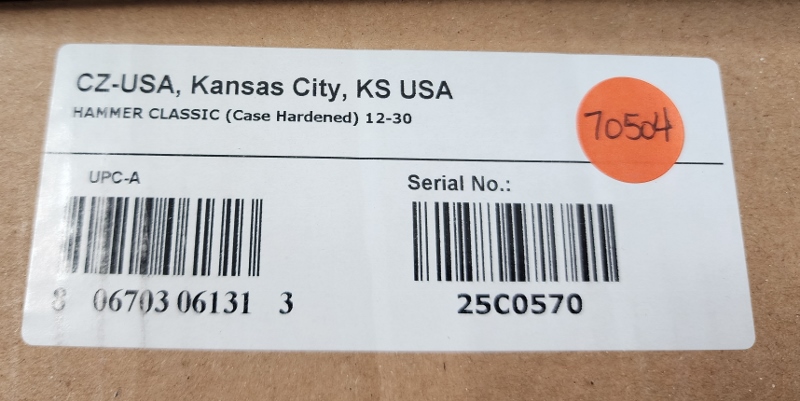 CZ-USA, Kansas City, KS USA
HAMMER CLASSIC (Case Hardened) 12-30
70504
UPC-A
Serial No.:
8 06703 06131 3
25C0570